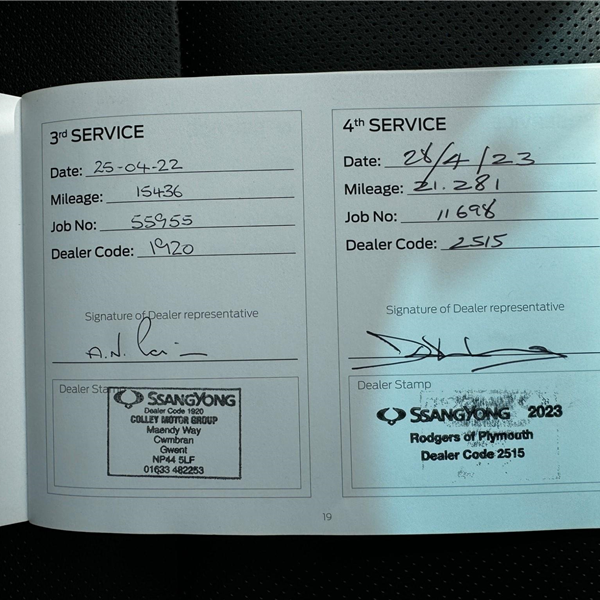 3rd SERVICE
Date: 25-04-22
Mileage: 15436
Job No: 55955
Dealer Code: 1920
Signature of Dealer representative
A.N.
Dealer Stamp
SSANGYONG
Dealer Code 1920
COLLEY MOTOR GROUP
Maendy Way
Cwmbran
Gwent
NP44 5LF
01633 482253
4th SERVICE
Date: 28/4/23
Mileage: 21.281
Job No: 11698
Dealer Code: 2515
Signature of Dealer representative
Dealer Stamp
SSANGYONG 2023
Rodgers of Plymouth
Dealer Code 2515
19